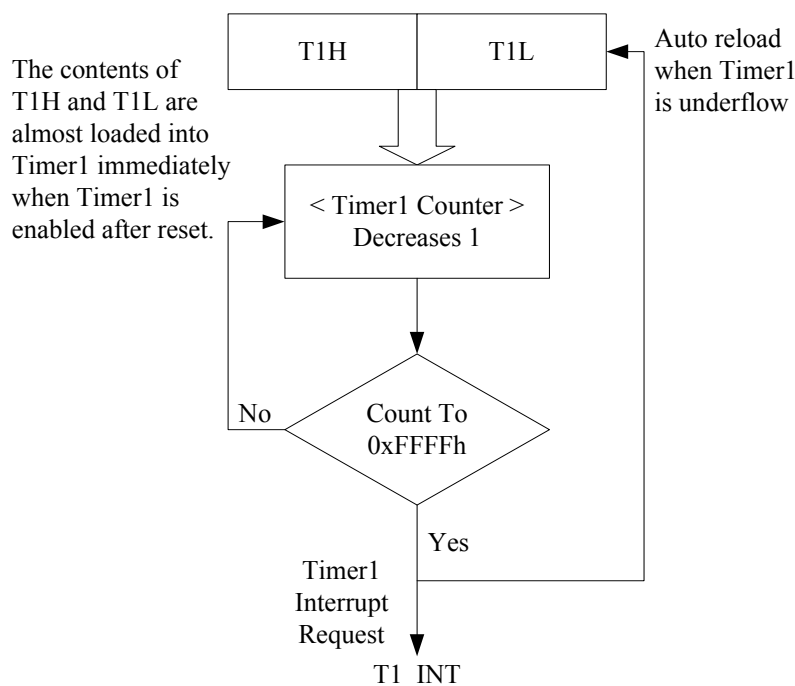 T1H
T1L
Auto reload
when Timer1
is underflow
The contents of
T1H and T1L are
almost loaded into
Timer1 immediately
when Timer1 is
enabled after reset.
< Timer1 Counter >
Decreases 1
No
Count To
0xFFFFh
Yes
Timer1
Interrupt
Request
T1 INT